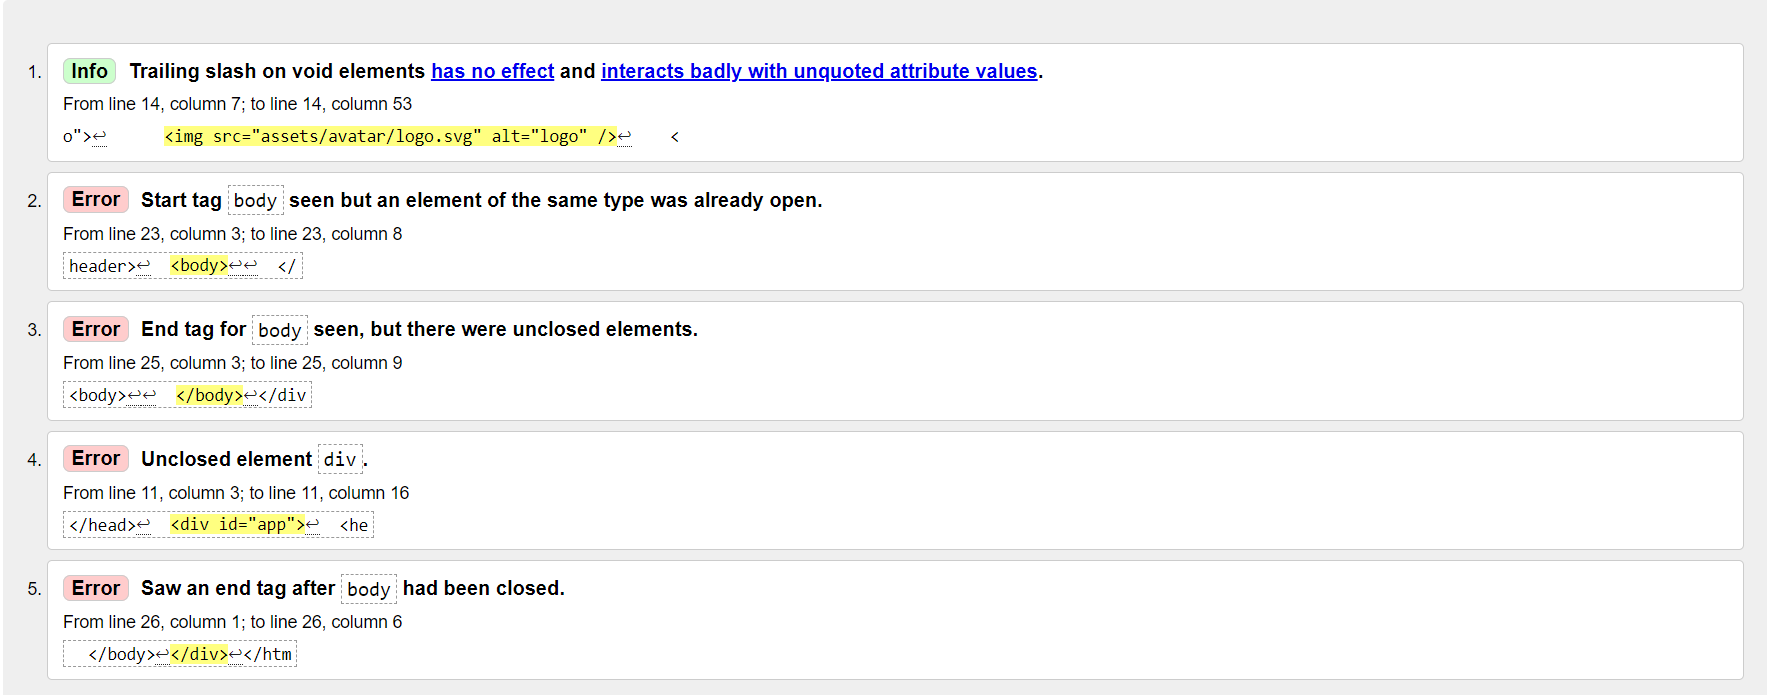 1. Info Trailing slash on void elements has no effect and interacts badly with unquoted attribute values.
From line 14, column 7; to line 14, column 53
o">↩ <img src="assets/avatar/logo.svg" alt="logo" />↩ <
2. Error Start tag body seen but an element of the same type was already open.
From line 23, column 3; to line 23, column 8
header>↩ <body>↩↩ </
3. Error End tag for body seen, but there were unclosed elements.
From line 25, column 3; to line 25, column 9
<body>↩↩ </body>↩</div
4. Error Unclosed element div.
From line 11, column 3; to line 11, column 16
</head>↩ <div id="app">↩ <he
5. Error Saw an end tag after body had been closed.
From line 26, column 1; to line 26, column 6
</body>↩</div>↩</htm